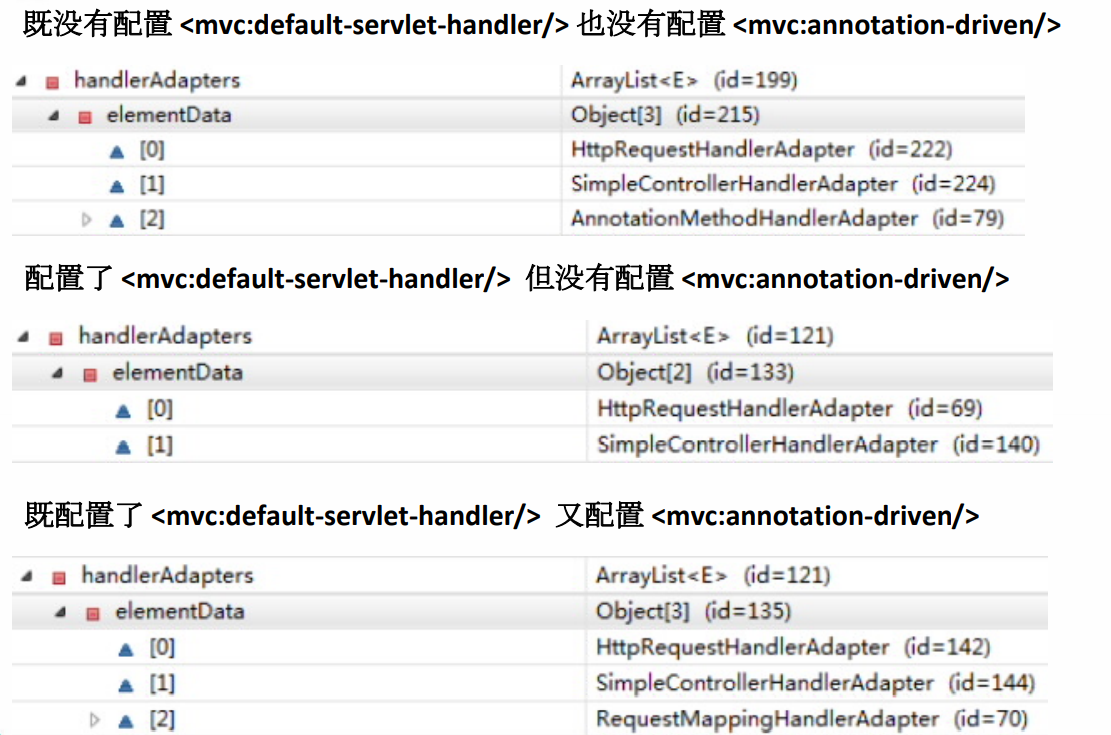 既没有配置 <mvc:default-servlet-handler/> 也没有配置 <mvc:annotation-driven/>
handlerAdapters ArrayList<E> (id=199)
elementData Object[3] (id=215)
[0] HttpRequestHandlerAdapter (id=222)
[1] SimpleControllerHandlerAdapter (id=224)
[2] AnnotationMethodHandlerAdapter (id=79)
配置了 <mvc:default-servlet-handler/> 但没有配置 <mvc:annotation-driven/>
handlerAdapters ArrayList<E> (id=121)
elementData Object[2] (id=133)
[0] HttpRequestHandlerAdapter (id=69)
[1] SimpleControllerHandlerAdapter (id=140)
既配置了 <mvc:default-servlet-handler/> 又配置 <mvc:annotation-driven/>
handlerAdapters ArrayList<E> (id=121)
elementData Object[3] (id=135)
[0] HttpRequestHandlerAdapter (id=142)
[1] SimpleControllerHandlerAdapter (id=144)
[2] RequestMappingHandlerAdapter (id=70)